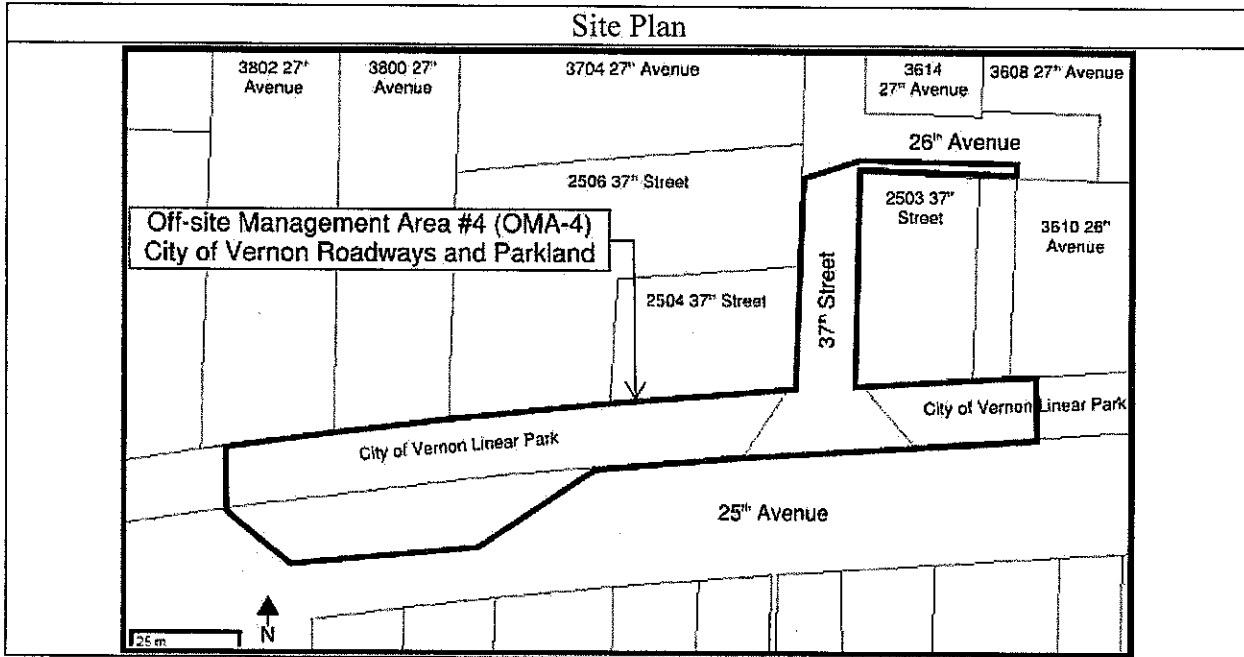 Site Plan
3802 27th
Avenue
3800 27th
Avenue
3704 27th Avenue
3614
27th Avenue
3608 27th Avenue
26th Avenue
2506 37th Street
2503 37th
Street
3610 26th
Avenue
Off-site Management Area #4 (OMA-4)
City of Vernon Roadways and Parkland
2504 37th Street
37th Street
City of Vernon Linear Park
City of Vernon Linear Park
25th Avenue
25 m
N